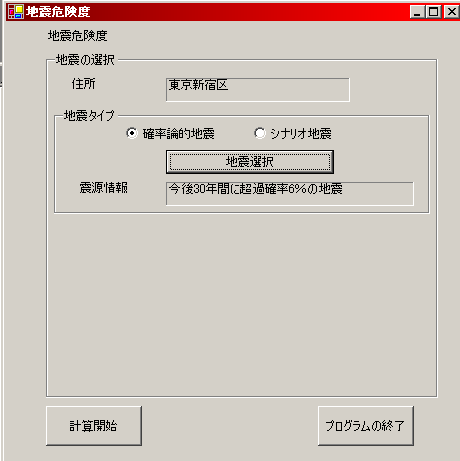 地震危険度
地震危険度
地震の選択
住所
東京新宿区
地震タイプ
確率論的地震
シナリオ地震
地震選択
震源情報
今後30年間に超過確率6%の地震
計算開始
プログラムの終了